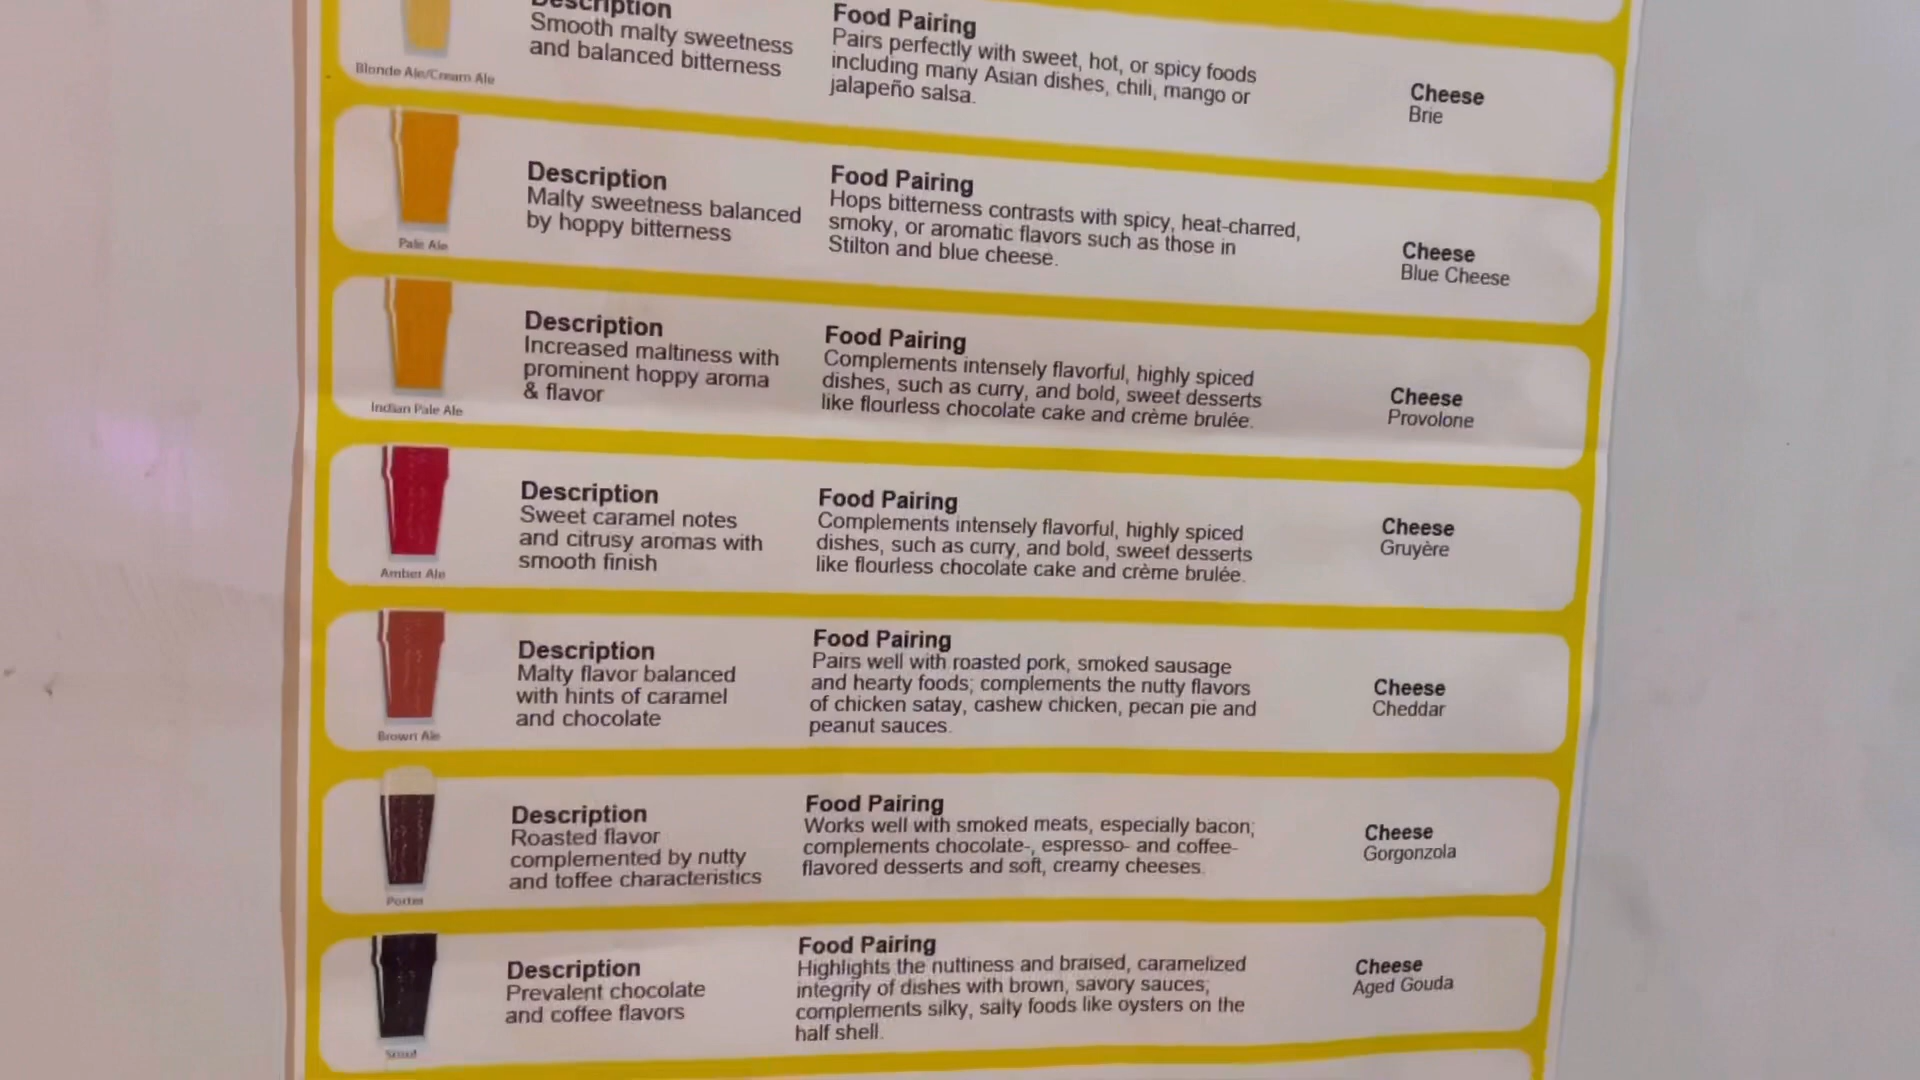 Description
Smooth malty sweetness
and balanced bitterness
Food Pairing
Pairs perfectly with sweet, hot, or spicy foods
including many Asian dishes, chili, mango or
jalapeño salsa.
Cheese
Brie
Blonde Ale/Cream Ale
Description
Malty sweetness balanced
by hoppy bitterness
Food Pairing
Hops bitterness contrasts with spicy, heat-charred,
smoky, or aromatic flavors such as those in
Stilton and blue cheese.
Cheese
Blue Cheese
Pale Ale
Description
Increased maltiness with
prominent hoppy aroma
& flavor
Food Pairing
Complements intensely flavorful, highly spiced
dishes, such as curry, and bold, sweet desserts
like flourless chocolate cake and crème brulée.
Cheese
Provolone
Indian Pale Ale
Description
Sweet caramel notes
and citrusy aromas with
smooth finish
Food Pairing
Complements intensely flavorful, highly spiced
dishes, such as curry, and bold, sweet desserts
like flourless chocolate cake and crème brulée.
Cheese
Gruyère
Amber Ale
Description
Malty flavor balanced
with hints of caramel
and chocolate
Food Pairing
Pairs well with roasted pork, smoked sausage
and hearty foods; complements the nutty flavors
of chicken satay, cashew chicken, pecan pie and
peanut sauces.
Cheese
Cheddar
Brown Ale
Description
Roasted flavor
complemented by nutty
and toffee characteristics
Food Pairing
Works well with smoked meats, especially bacon;
complements chocolate-, espresso- and coffee-
flavored desserts and soft, creamy cheeses.
Cheese
Gorgonzola
Porter
Description
Prevalent chocolate
and coffee flavors
Food Pairing
Highlights the nuttiness and braised, caramelized
integrity of dishes with brown, savory sauces;
complements silky, salty foods like oysters on the
half shell.
Cheese
Aged Gouda
Stout